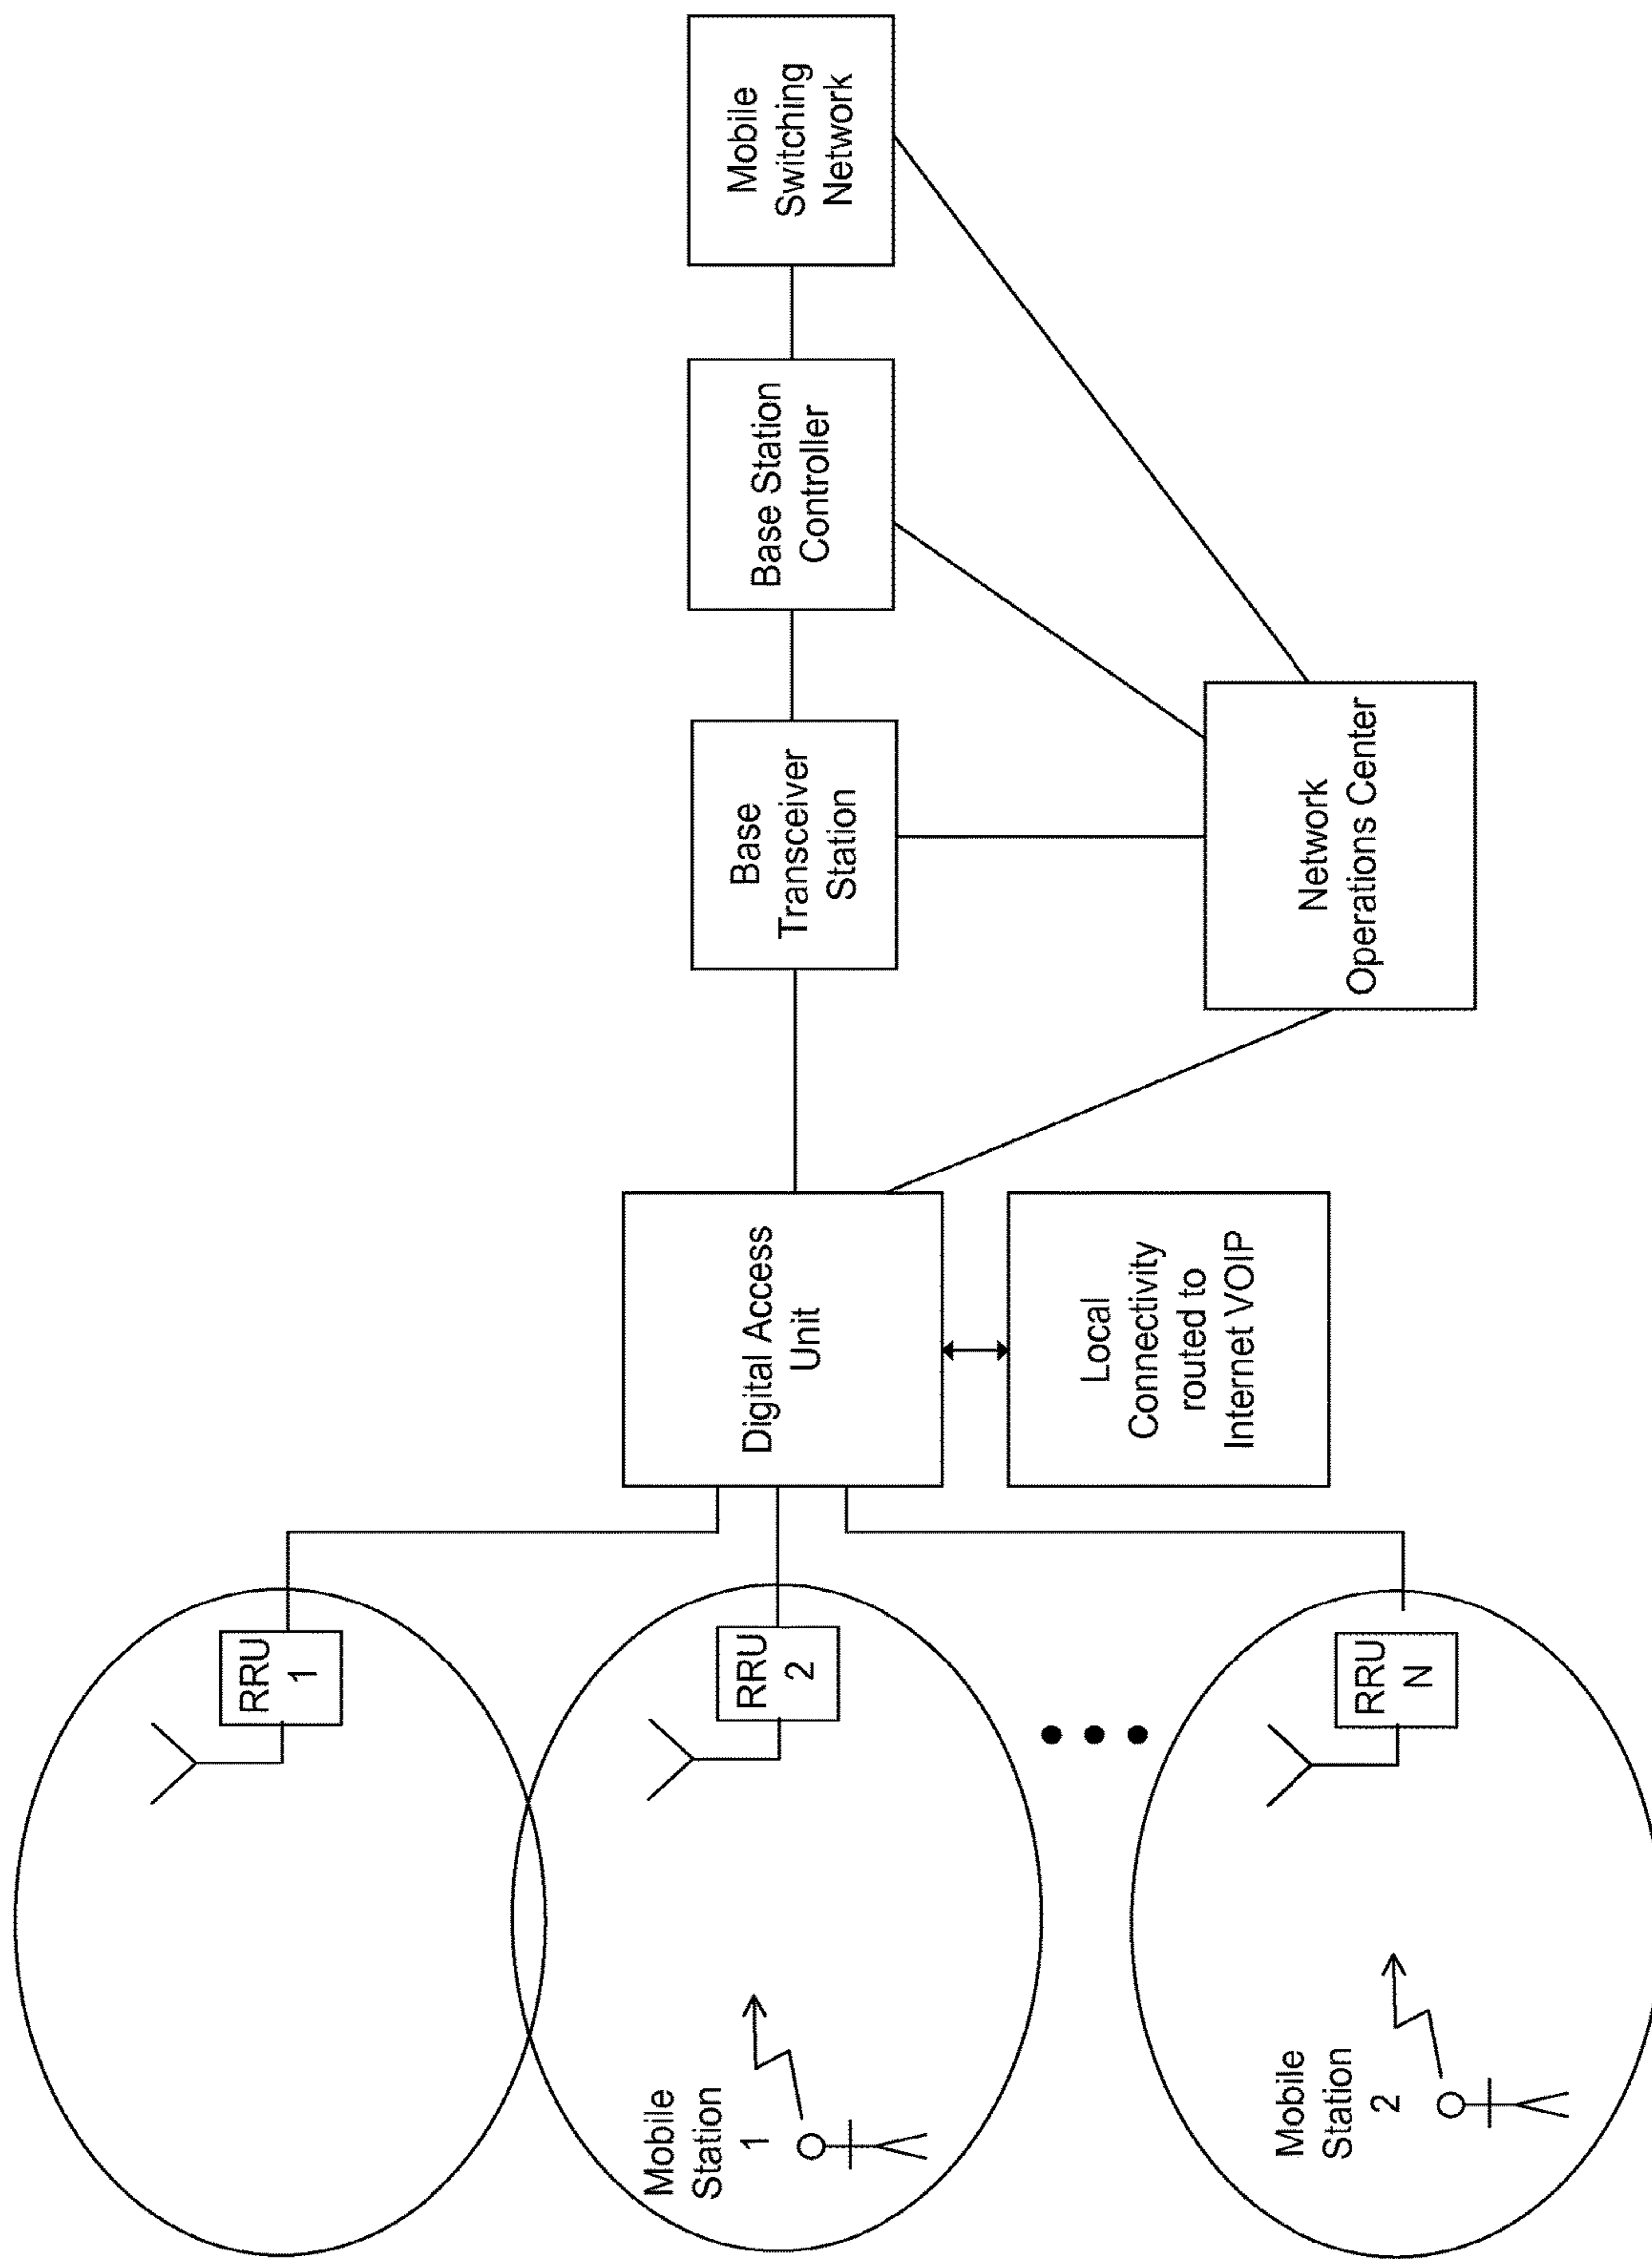 RRU
1
Mobile
Station
1
RRU
2
Digital Access
Unit
Base
Transceiver
Station
Base Station
Controller
Mobile
Switching
Network
Local
Connectivity
routed to
Internet VOIP
Network
Operations Center
Mobile
Station
2
RRU
N